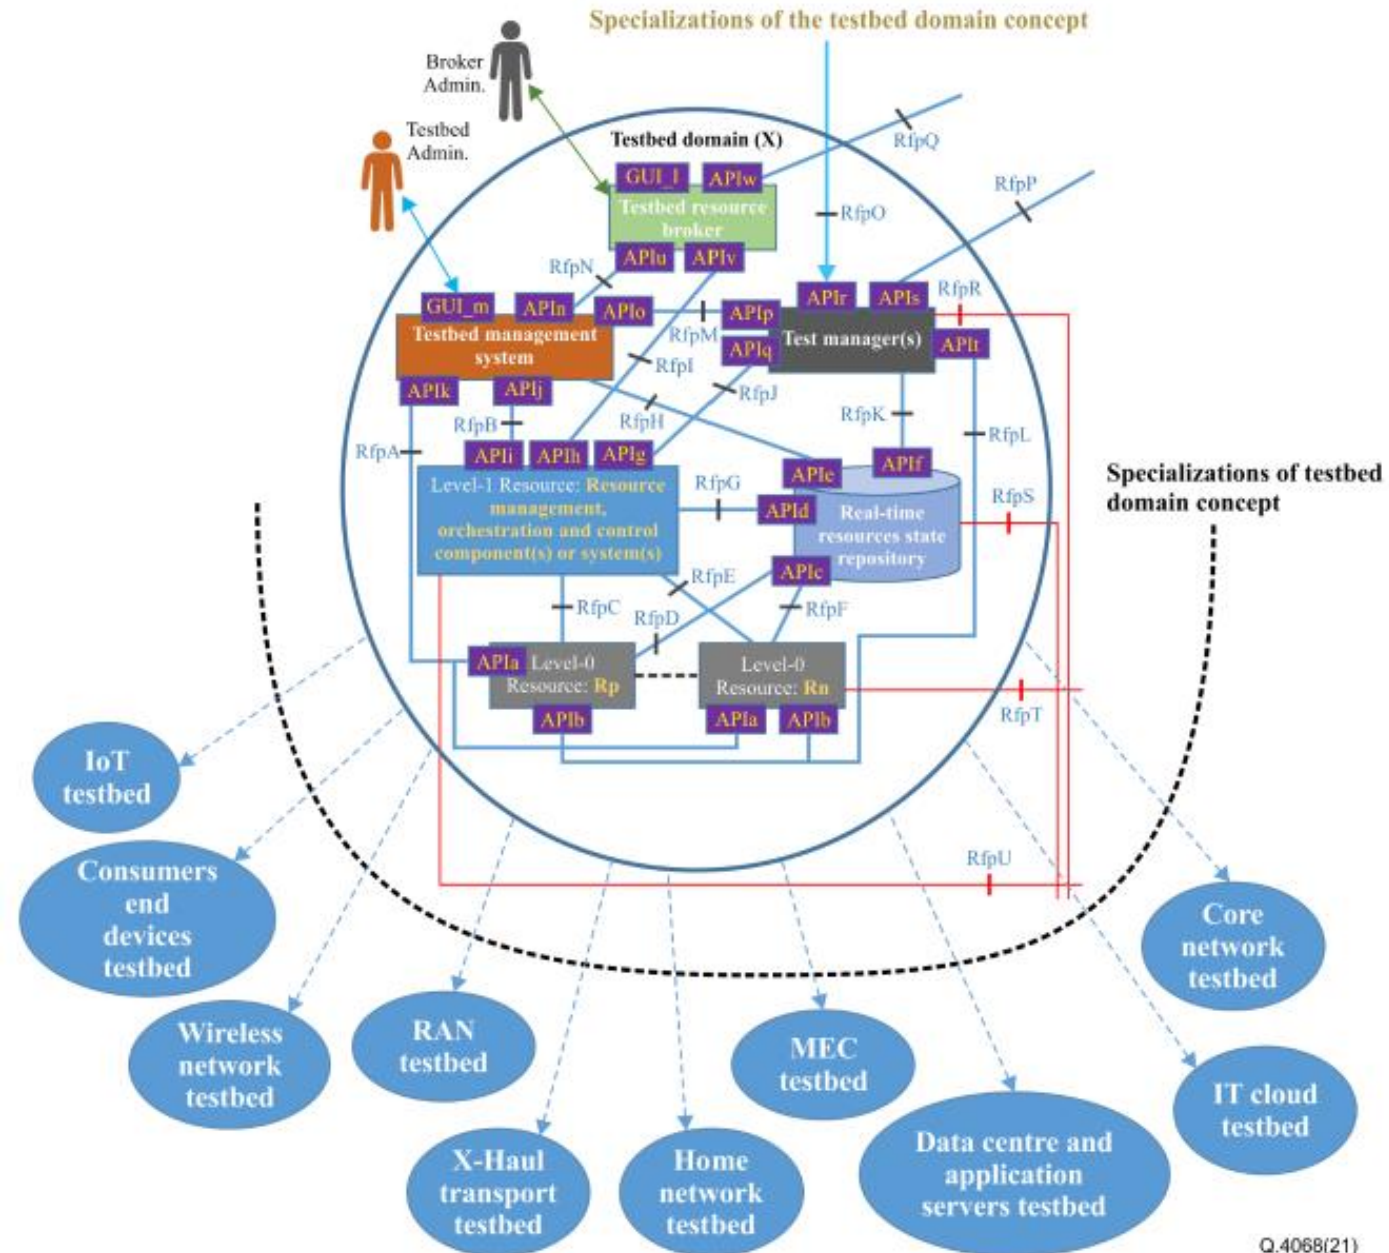 Specializations of the testbed domain concept
Broker
Admin.
Testbed
Admin.
Testbed domain (X)
RfpQ
RfpP
GUI_l
APIw
Testbed resource
broker
RfpO
APIu
APIv
RfpN
GUI_m
APIn
APIo
APIp
APIr
APIs
RfpR
Testbed management
system
RfpM
Test manager(s)
APIq
APIt
RfpI
APIk
APIj
RfpJ
RfpH
RfpK
RfpB
RfpL
RfpA
APIi
APIh
APIg
APIe
APIf
Level-1 Resource: Resource
management,
orchestration and control
component(s) or system(s)
RfpG
APId
Real-time
resources state
repository
RfpS
Specializations of testbed
domain concept
APIc
RfpE
RfpC
RfpD
RfpF
APIa
Level-0
Resource: Rp
Level-0
Resource: Rn
APIb
APIa
APIb
RfpT
RfpU
IoT
testbed
Consumers
end
devices
testbed
Wireless
network
testbed
RAN
testbed
X-Haul
transport
testbed
Home
network
testbed
MEC
testbed
Data centre and
application
servers testbed
IT cloud
testbed
Core
network
testbed
Q.4068(21)